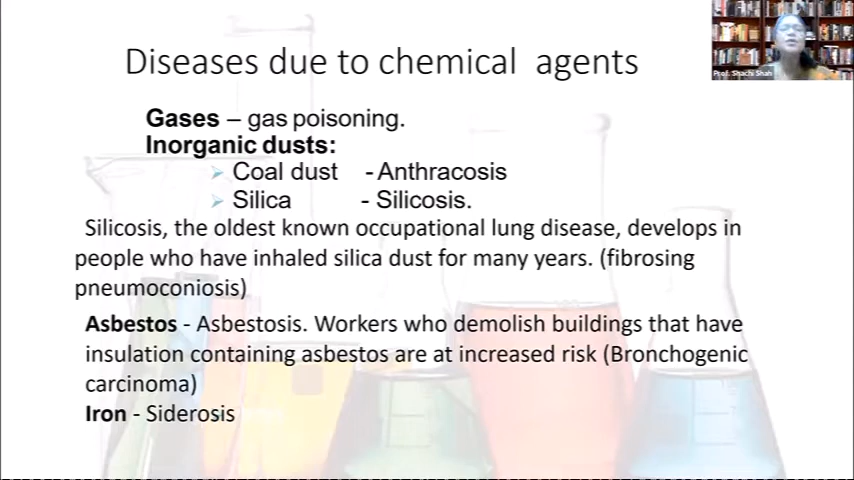 Diseases due to chemical agents
Prof. Shachi Shah
Gases – gas poisoning.
Inorganic dusts:
Coal dust - Anthracosis
Silica - Silicosis.
Silicosis, the oldest known occupational lung disease, develops in
people who have inhaled silica dust for many years. (fibrosing
pneumoconiosis)
Asbestos - Asbestosis. Workers who demolish buildings that have
insulation containing asbestos are at increased risk (Bronchogenic
carcinoma)
Iron - Siderosis